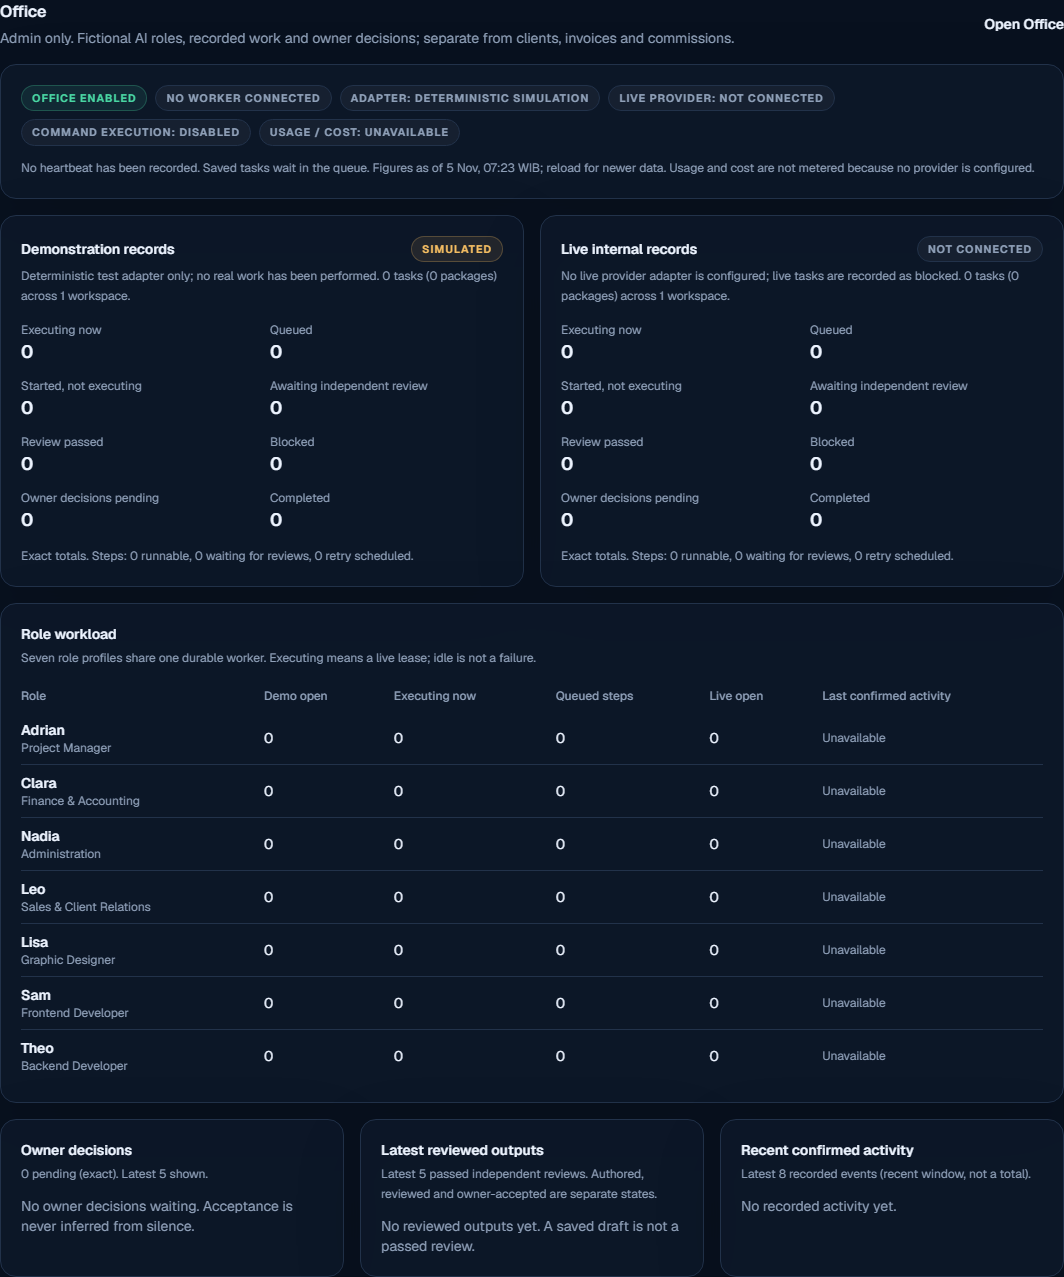 Office
Open Office
Admin only. Fictional AI roles, recorded work and owner decisions; separate from clients, invoices and commissions.
OFFICE ENABLED
NO WORKER CONNECTED
ADAPTER: DETERMINISTIC SIMULATION
LIVE PROVIDER: NOT CONNECTED
COMMAND EXECUTION: DISABLED
USAGE / COST: UNAVAILABLE
No heartbeat has been recorded. Saved tasks wait in the queue. Figures as of 5 Nov, 07:23 WIB; reload for newer data. Usage and cost are not metered because no provider is configured.
Demonstration records
SIMULATED
Deterministic test adapter only; no real work has been performed. 0 tasks (0 packages)
across 1 workspace.
Executing now
Queued
0
0
Started, not executing
Awaiting independent review
0
0
Review passed
Blocked
0
0
Owner decisions pending
Completed
0
0
Exact totals. Steps: 0 runnable, 0 waiting for reviews, 0 retry scheduled.
Live internal records
NOT CONNECTED
No live provider adapter is configured; live tasks are recorded as blocked. 0 tasks (0
packages) across 1 workspace.
Executing now
Queued
0
0
Started, not executing
Awaiting independent review
0
0
Review passed
Blocked
0
0
Owner decisions pending
Completed
0
0
Exact totals. Steps: 0 runnable, 0 waiting for reviews, 0 retry scheduled.
Role workload
Seven role profiles share one durable worker. Executing means a live lease; idle is not a failure.
Role Demo open Executing now Queued steps Live open Last confirmed activity
Adrian
Project Manager
0 0 0 0 Unavailable
Clara
Finance & Accounting
0 0 0 0 Unavailable
Nadia
Administration
0 0 0 0 Unavailable
Leo
Sales & Client Relations
0 0 0 0 Unavailable
Lisa
Graphic Designer
0 0 0 0 Unavailable
Sam
Frontend Developer
0 0 0 0 Unavailable
Theo
Backend Developer
0 0 0 0 Unavailable
Owner decisions
0 pending (exact). Latest 5 shown.
No owner decisions waiting. Acceptance is
never inferred from silence.
Latest reviewed outputs
Latest 5 passed independent reviews. Authored,
reviewed and owner-accepted are separate states.
No reviewed outputs yet. A saved draft is not a
passed review.
Recent confirmed activity
Latest 8 recorded events (recent window, not a total).
No recorded activity yet.